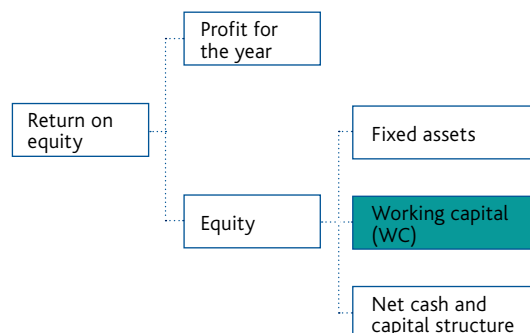 Profit for
the year
Return on
equity
Fixed assets
Equity
Working capital
(WC)
Net cash and
capital structure